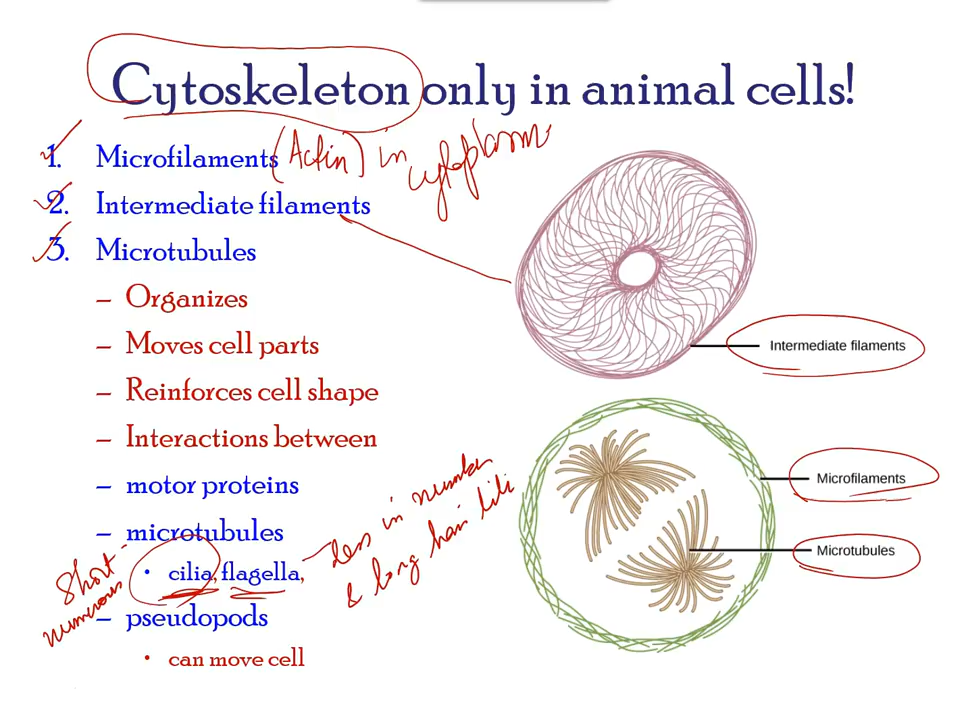 Cytoskeleton only in animal cells!
1. Microfilaments (Actin) in cytoplasm
2. Intermediate filaments
3. Microtubules
– Organizes
– Moves cell parts
– Reinforces cell shape
– Interactions between
– motor proteins
– microtubules
• cilia, flagella,
– pseudopods
• can move cell
Short
numerous
less in number
& long hair like
Intermediate filaments
Microfilaments
Microtubules